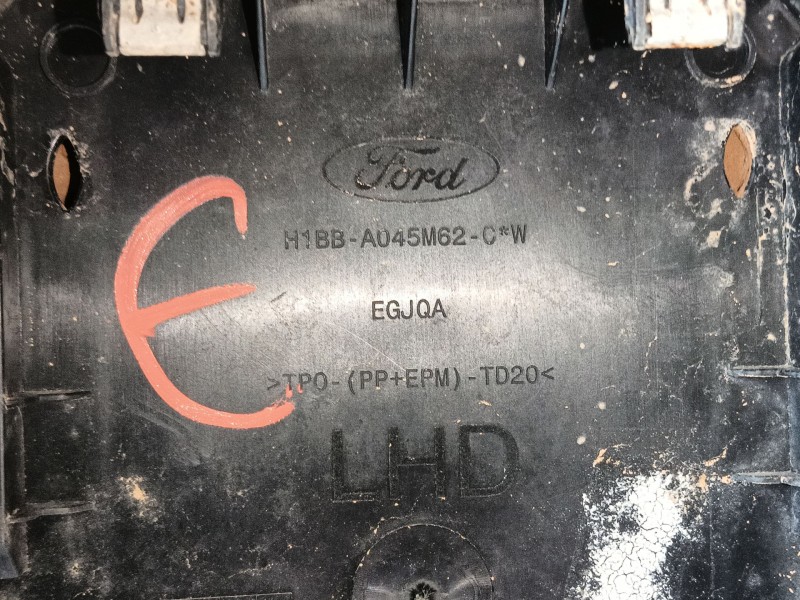 Ford
H1BB-A045M62-C*W
E
EGJQA
>TPO-(PP+EPM)-TD20<
LHD